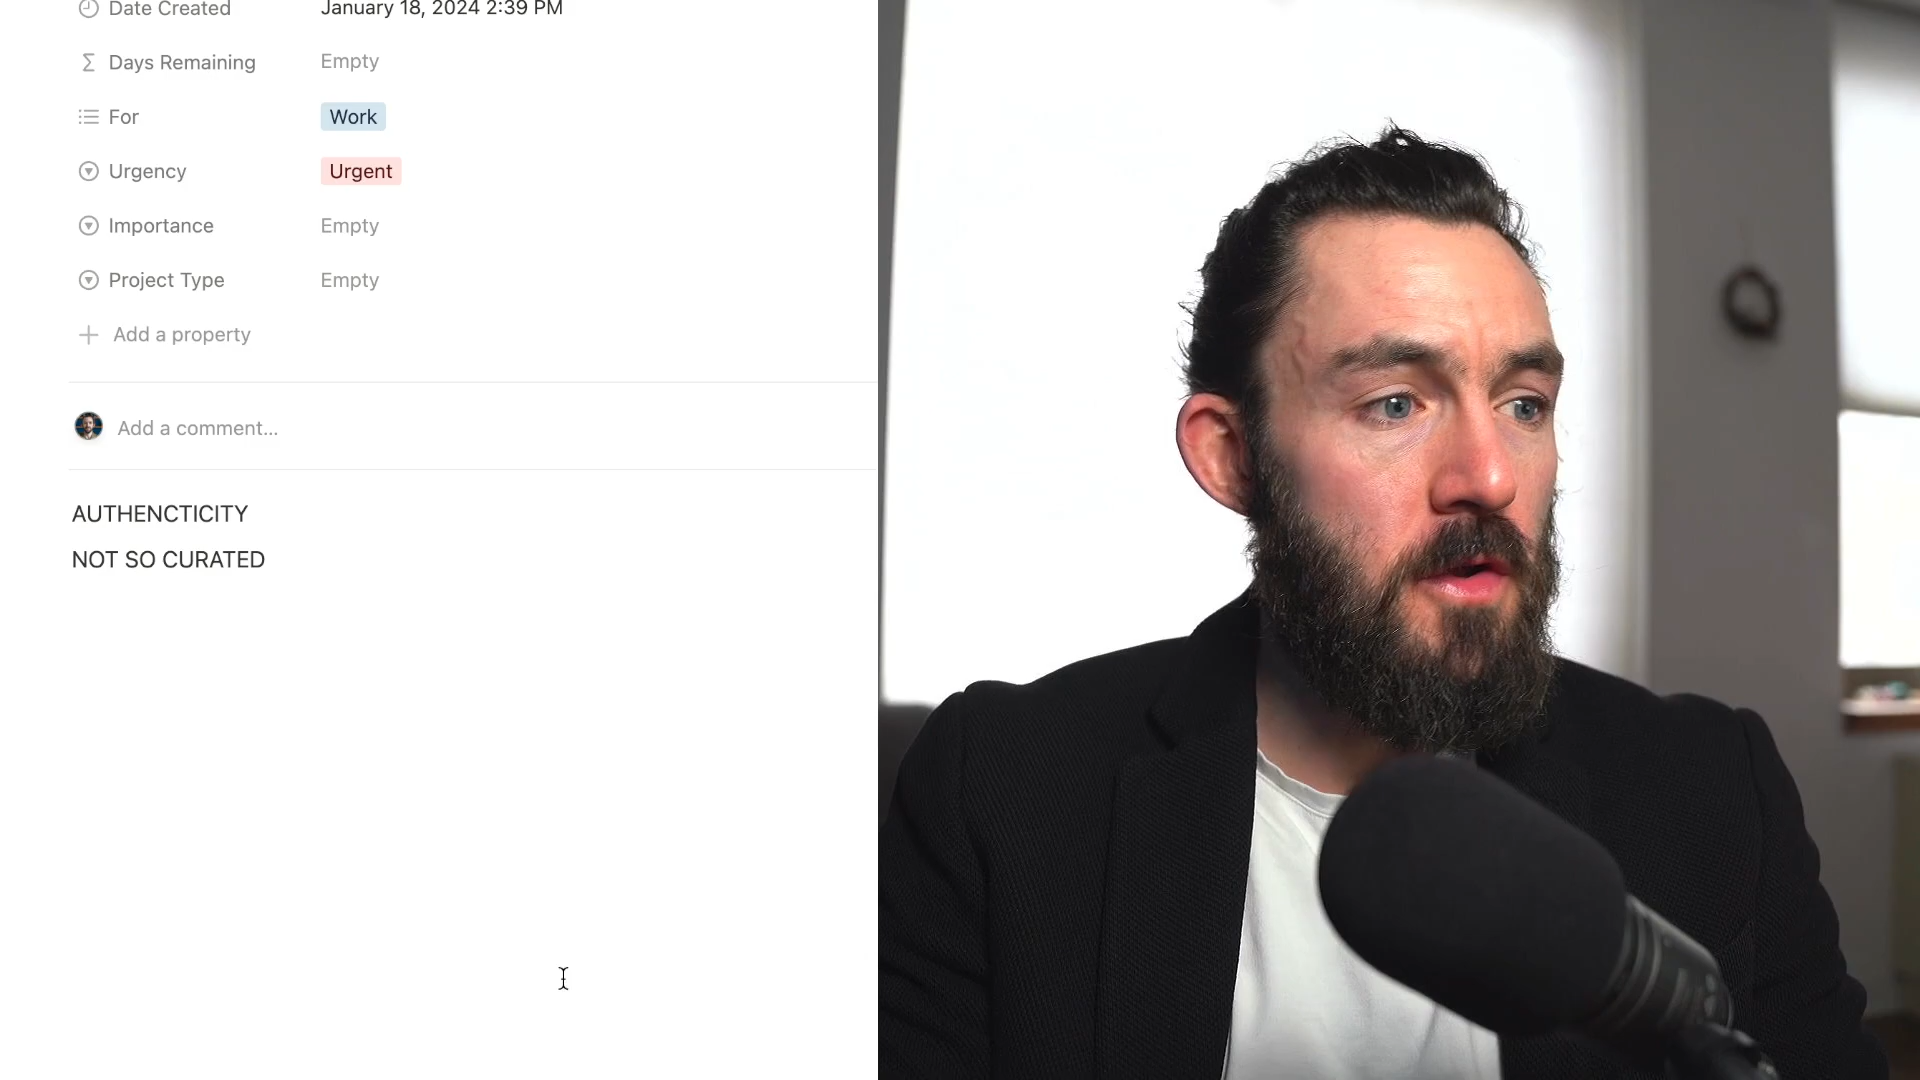 Date Created January 18, 2024 2:39 PM
Days Remaining Empty
For Work
Urgency Urgent
Importance Empty
Project Type Empty
Add a property
Add a comment...
AUTHENCTICITY
NOT SO CURATED